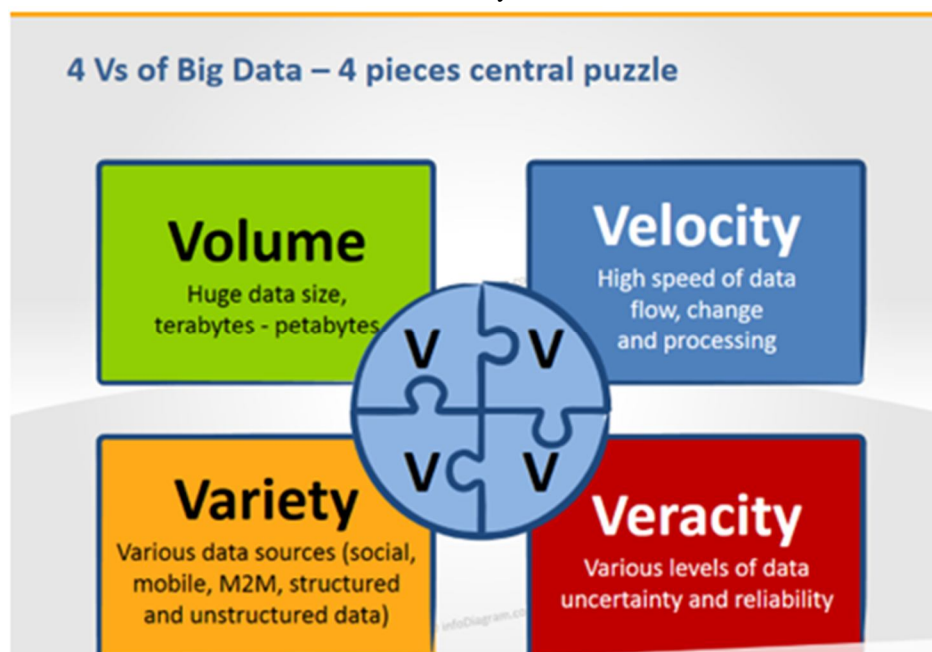 4 Vs of Big Data – 4 pieces central puzzle
Volume
Huge data size,
terabytes - petabytes
Velocity
High speed of data
flow, change
and processing
V V
V V
Variety
Various data sources (social,
mobile, M2M, structured
and unstructured data)
Veracity
Various levels of data
uncertainty and reliability
infoDiagram.co